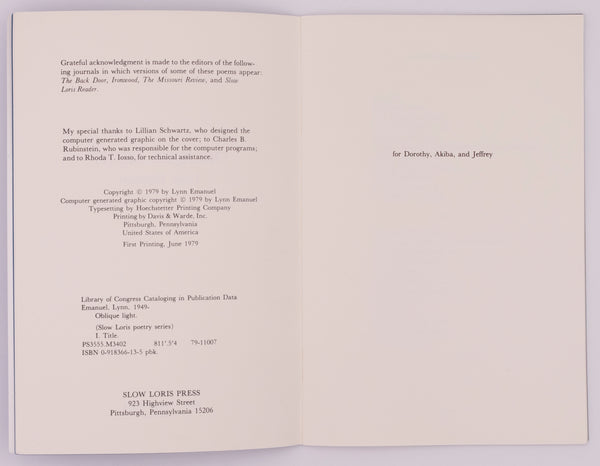 Grateful acknowledgment is made to the editors of the follow-
ing journals in which versions of some of these poems appear:
The Back Door, Ironwood, The Missouri Review, and Slow
Loris Reader.
My special thanks to Lillian Schwartz, who designed the
computer generated graphic on the cover; to Charles B.
Rubinstein, who was responsible for the computer programs;
and to Rhoda T. Iosso, for technical assistance.
Copyright © 1979 by Lynn Emanuel
Computer generated graphic copyright © 1979 by Lynn Emanuel
Typesetting by Hoechstetter Printing Company
Printing by Davis & Warde, Inc.
Pittsburgh, Pennsylvania
United States of America
First Printing, June 1979
Library of Congress Cataloging in Publication Data
Emanuel, Lynn, 1949-
Oblique light.
(Slow Loris poetry series)
I. Title.
PS3555.M3402 811'.5'4 79-11007
ISBN 0-918366-13-5 pbk.
SLOW LORIS PRESS
923 Highview Street
Pittsburgh, Pennsylvania 15206
for Dorothy, Akiba, and Jeffrey